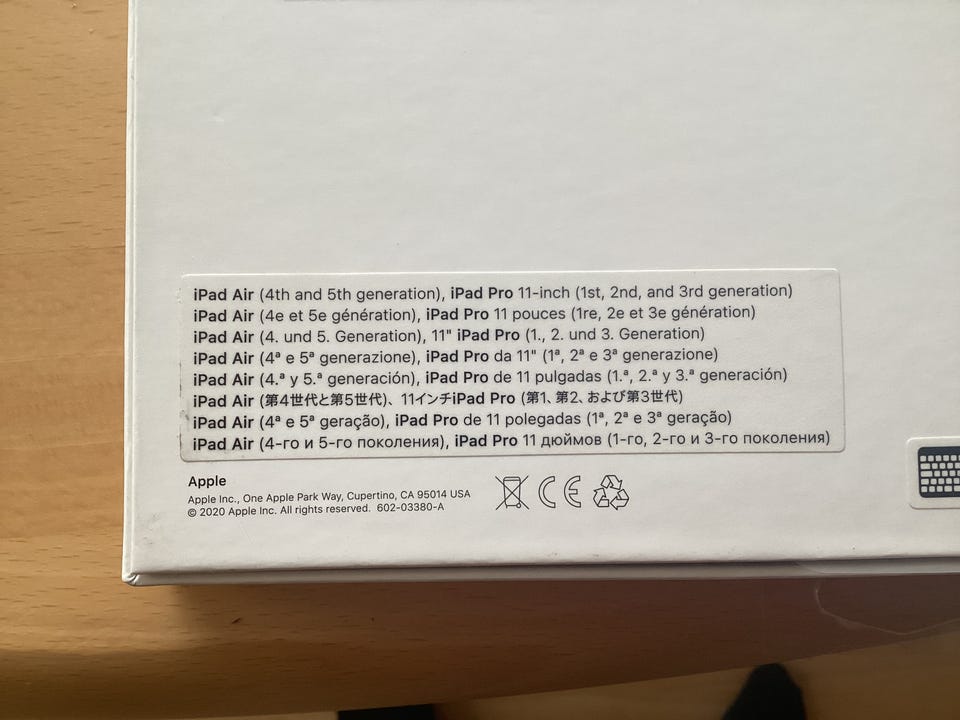 iPad Air (4th and 5th generation), iPad Pro 11-inch (1st, 2nd, and 3rd generation)
iPad Air (4e et 5e génération), iPad Pro 11 pouces (1re, 2e et 3e génération)
iPad Air (4. und 5. Generation), 11" iPad Pro (1., 2. und 3. Generation)
iPad Air (4ª e 5ª generazione), iPad Pro da 11" (1ª, 2ª e 3ª generazione)
iPad Air (4.ª y 5.ª generación), iPad Pro de 11 pulgadas (1.ª, 2.ª y 3.ª generación)
iPad Air (第4世代と第5世代)、11インチiPad Pro (第1、第2、および第3世代)
iPad Air (4ª e 5ª geração), iPad Pro de 11 polegadas (1ª, 2ª e 3ª geração)
iPad Air (4-го и 5-го поколения), iPad Pro 11 дюймов (1-го, 2-го и 3-го поколения)
Apple
Apple Inc., One Apple Park Way, Cupertino, CA 95014 USA
© 2020 Apple Inc. All rights reserved. 602-03380-A
CE